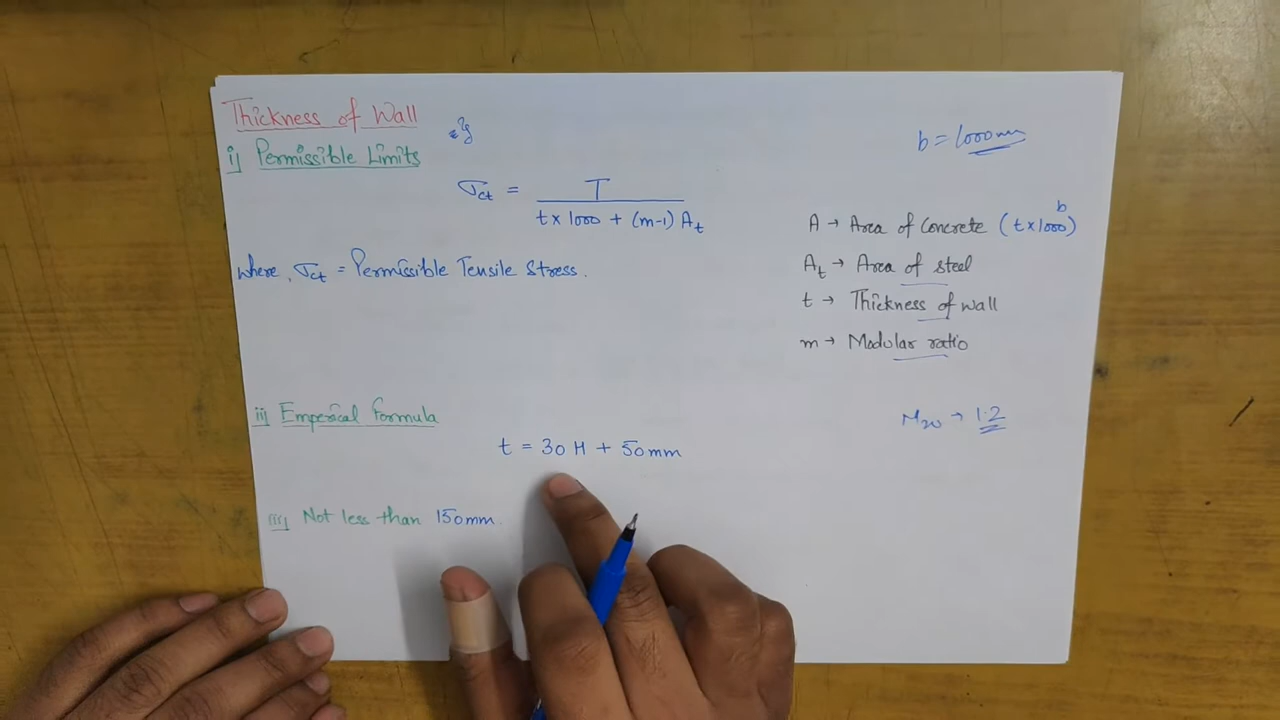 Thickness of Wall
i) Permissible Limits
b = 1000mm
σct = T / t x 1000 + (m-1) At
where, σct = Permissible Tensile Stress.
A → Area of Concrete (t x 1000)
b
At → Area of steel
t → Thickness of wall
m → Modular ratio
ii) Emperical Formula
M20 → 1.2
t = 30 H + 50mm
iii) Not less than 150mm.